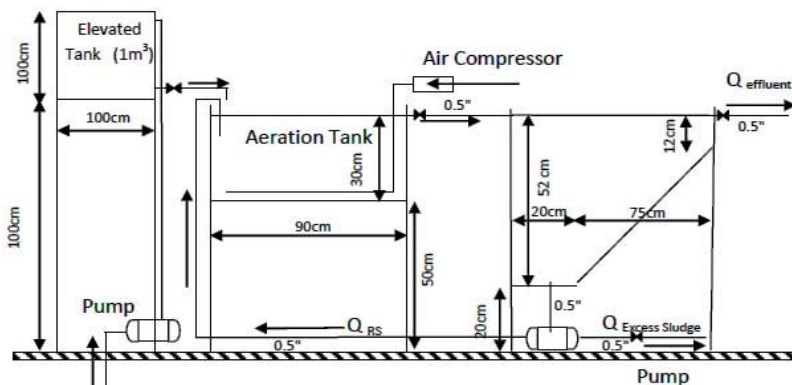 Elevated
Tank (1m³)
100cm
100cm
100cm
Pump
Air Compressor
0.5"
Aeration Tank
30cm
90cm
50cm
Q RS
0.5"
Q effluent
0.5"
12cm
52 cm
20cm
75cm
0.5"
20cm
Q Excess Sludge
0.5"
Pump